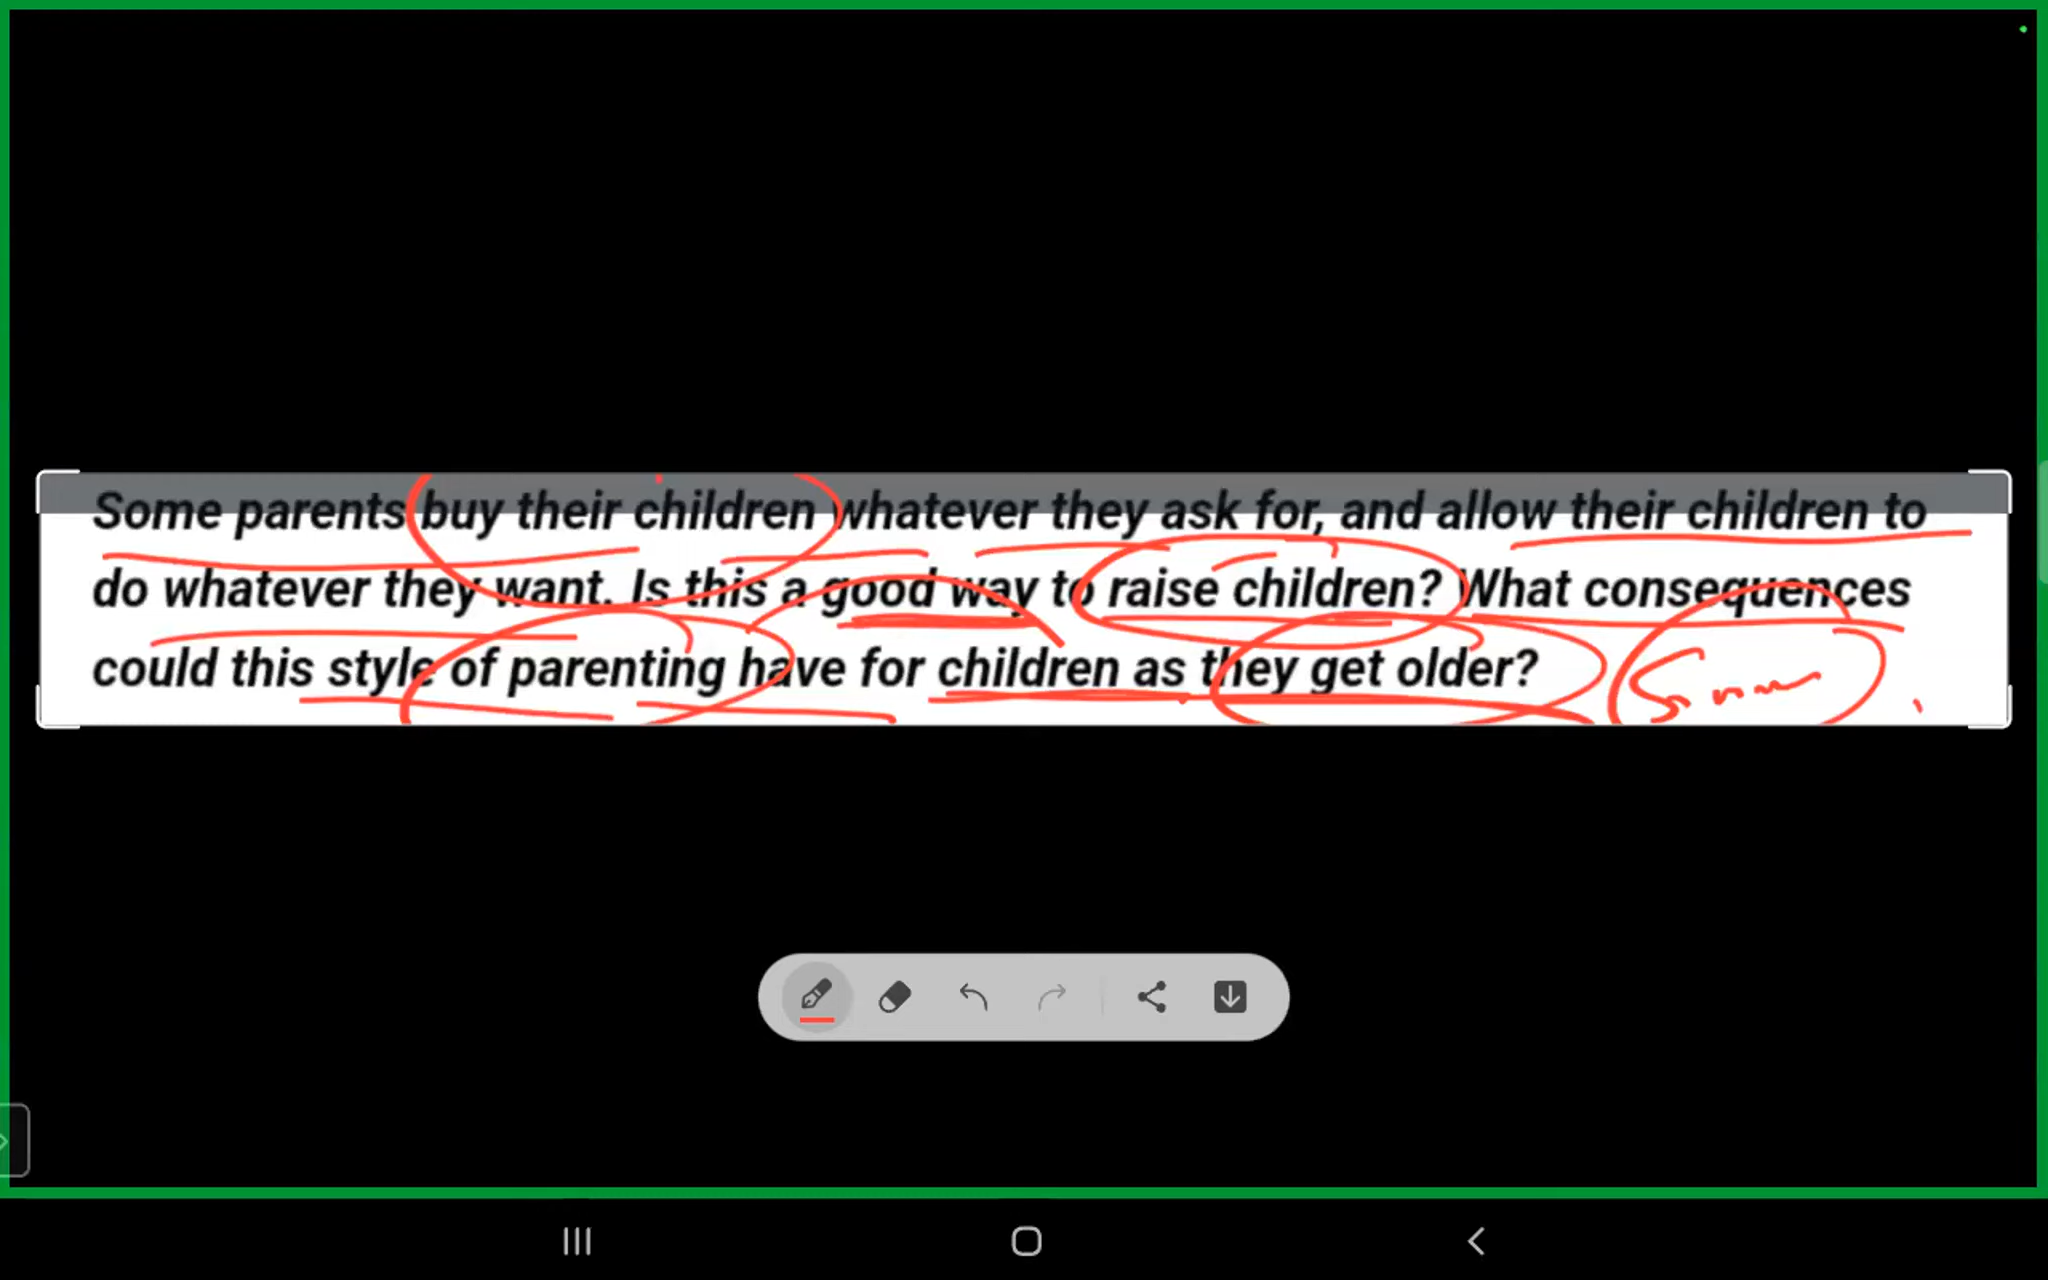 Some parents buy their children whatever they ask for, and allow their children to
do whatever they want. Is this a good way to raise children? What consequences
could this style of parenting have for children as they get older?